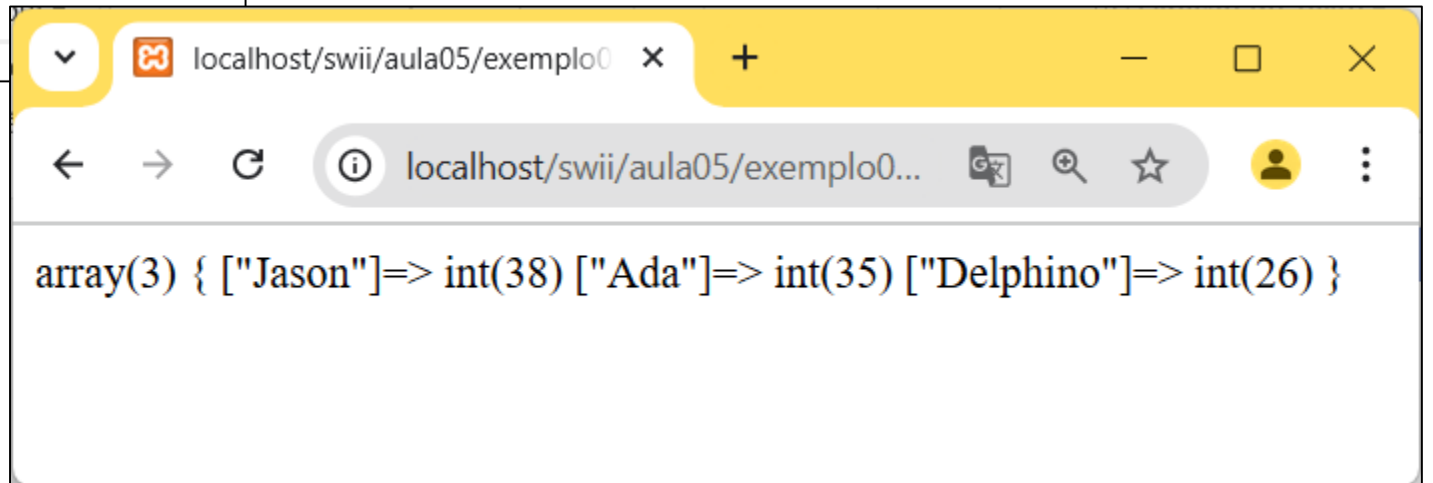 localhost/swii/aula05/exemplo0
localhost/swii/aula05/exemplo0...
array(3) { ["Jason"]=> int(38) ["Ada"]=> int(35) ["Delphino"]=> int(26) }